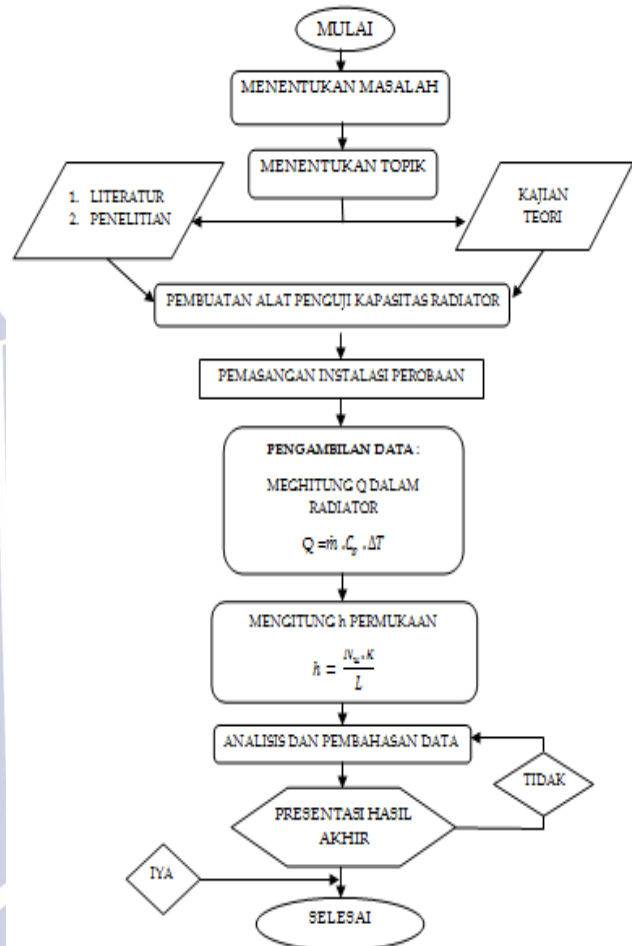 MULAI
MENENTUKAN MASALAH
MENENTUKAN TOPIK
1. LITERATUR
2. PENELITIAN
KAJIAN
TEORI
PEMBUATAN ALAT PENGUJI KAPASITAS RADIATOR
PEMASANGAN INSTALASI PEROBAAN
PENGAMBILAN DATA :
MEGHITUNG Q DALAM
RADIATOR
Q =ṁ .Cₚ . ΔT
MENGITUNG h PERMUKAAN
h = Nᵤ . K / L
ANALISIS DAN PEMBAHASAN DATA
TIDAK
PRESENTASI HASIL
AKHIR
IYA
SELESAI